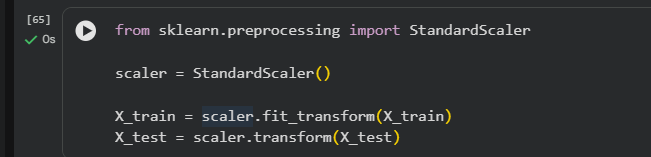 [65]
0s
from sklearn.preprocessing import StandardScaler
scaler = StandardScaler()
X_train = scaler.fit_transform(X_train)
X_test = scaler.transform(X_test)